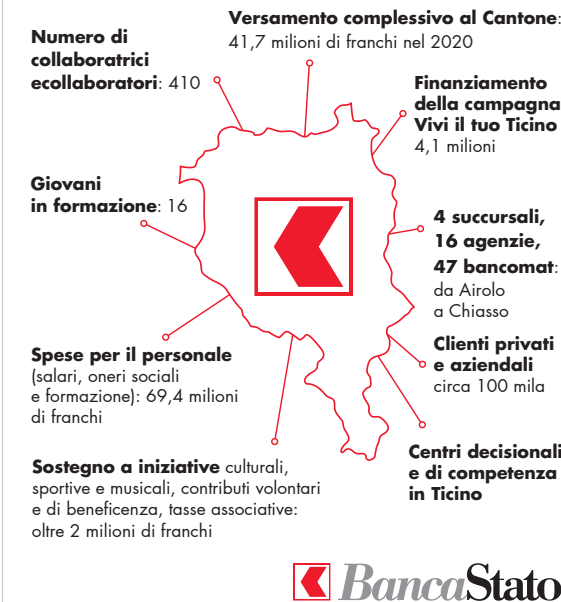 Versamento complessivo al Cantone:
41,7 milioni di franchi nel 2020
Numero di
collaboratrici
ecollaboratori: 410
Finanziamento
della campagna
Vivi il tuo Ticino
4,1 milioni
Giovani
in formazione: 16
4 succursali,
16 agenzie,
47 bancomat:
da Airolo
a Chiasso
Clienti privati
e aziendali
circa 100 mila
Spese per il personale
(salari, oneri sociali
e formazione): 69,4 milioni
di franchi
Centri decisionali
e di competenza
in Ticino
Sostegno a iniziative culturali,
sportive e musicali, contributi volontari
e di beneficenza, tasse associative:
oltre 2 milioni di franchi
BancaStato